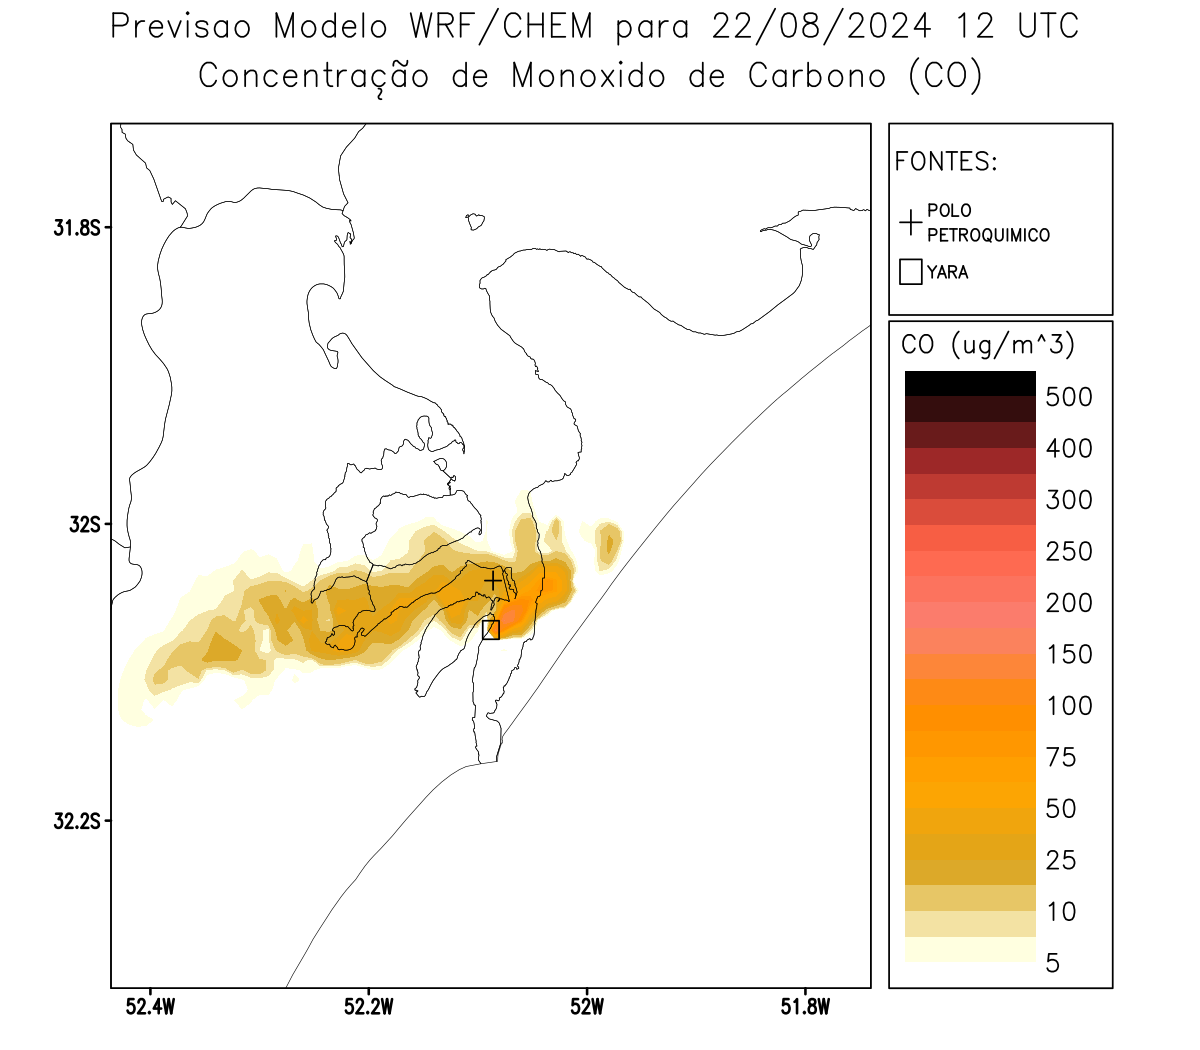 Previsao Modelo WRF/CHEM para 22/08/2024 12 UTC
Concentração de Monoxido de Carbono (CO)
FONTES:
POLO
PETROQUIMICO
YARA
CO (ug/m^3)
500
400
300
250
200
150
100
75
50
25
10
5
31.8S
32S
32.2S
52.4W
52.2W
52W
51.8W